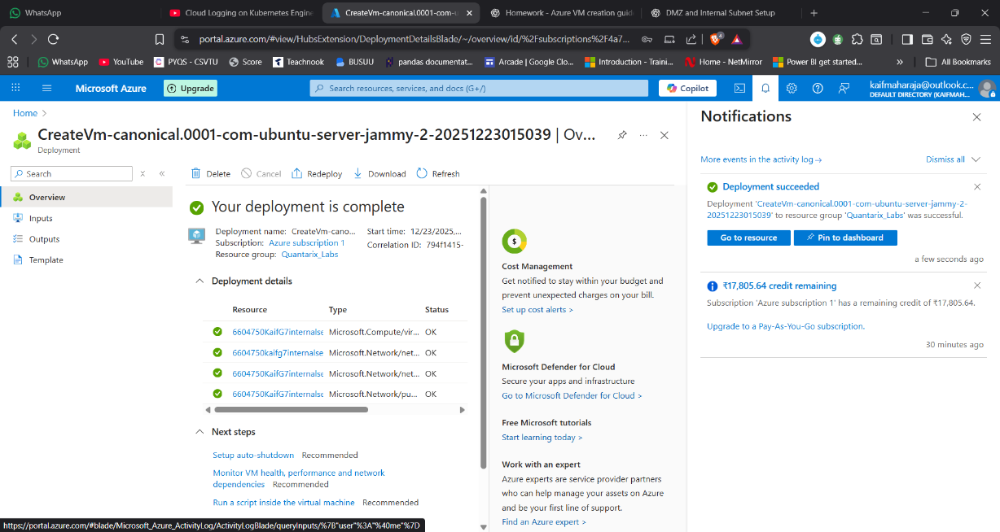 WhatsApp
Cloud Logging on Kubernetes Engine
CreateVm-canonical.0001-com-u
Homework - Azure VM creation guid
DMZ and Internal Subnet Setup
portal.azure.com/#view/HubsExtension/DeploymentDetailsBlade/~/overview/id/%2Fsubscriptions%2F4a7...
4
WhatsApp
YouTube
PYQS - CSVTU
Score
Teachnook
BUSUU
pandas documentat...
Arcade | Google Clo...
Introduction - Traini...
Home - NetMirror
Power BI get started...
»
All Bookmarks
Microsoft Azure
Upgrade
Search resources, services, and docs (G+/)
Copilot
kaifmaharaja@outlook.c...
DEFAULT DIRECTORY (KAIFMAH...
Home >
CreateVm-canonical.0001-com-ubuntu-server-jammy-2-20251223015039 | Ov...
Deployment
Search
Overview
Inputs
Outputs
Template
Delete
Cancel
Redeploy
Download
Refresh
Your deployment is complete
Deployment name: CreateVm-cano...
Subscription: Azure subscription 1
Resource group: Quantarix_Labs
Start time: 12/23/2025,...
Correlation ID: 794f1415-
Deployment details
Resource Type Status
6604750KaifG7internalse Microsoft.Compute/vir... OK
6604750kaifg7internalse Microsoft.Network/net... OK
6604750KaifG7internalse Microsoft.Network/net... OK
6604750KaifG7internalse Microsoft.Network/pu... OK
Next steps
Setup auto-shutdown Recommended
Monitor VM health, performance and network
dependencies Recommended
Run a script inside the virtual machine Recommended
$
Cost Management
Get notified to stay within your budget and
prevent unexpected charges on your bill.
Set up cost alerts >
Microsoft Defender for Cloud
Secure your apps and infrastructure
Go to Microsoft Defender for Cloud >
Free Microsoft tutorials
Start learning today >
Work with an expert
Azure experts are service provider partners
who can help manage your assets on Azure
and be your first line of support.
Find an Azure expert >
Notifications
More events in the activity log →
Dismiss all
Deployment succeeded
Deployment 'CreateVm-canonical.0001-com-ubuntu-server-jammy-2-
20251223015039' to resource group 'Quantarix_Labs' was successful.
Go to resource
Pin to dashboard
a few seconds ago
₹17,805.64 credit remaining
Subscription 'Azure subscription 1' has a remaining credit of ₹17,805.64.
Upgrade to a Pay-As-You-Go subscription.
30 minutes ago
https://portal.azure.com/#blade/Microsoft_Azure_ActivityLog/ActivityLogBlade/queryInputs/%7B"user"%3A"%40me"%7D